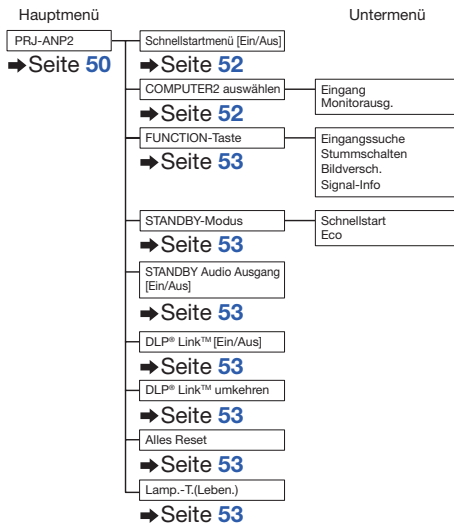 Hauptmenü
Untermenü
PRJ-ANP2
➡Seite 50
Schnellstartmenü [Ein/Aus]
➡Seite 52
COMPUTER2 auswählen
Eingang
Monitorausg.
➡Seite 52
FUNCTION-Taste
Eingangssuche
Stummschalten
Bildversch.
Signal-Info
➡Seite 53
STANDBY-Modus
Schnellstart
Eco
➡Seite 53
STANDBY Audio Ausgang
[Ein/Aus]
➡Seite 53
DLP® Link™ [Ein/Aus]
➡Seite 53
DLP® Link™ umkehren
➡Seite 53
Alles Reset
➡Seite 53
Lamp.-T.(Leben.)
➡Seite 53